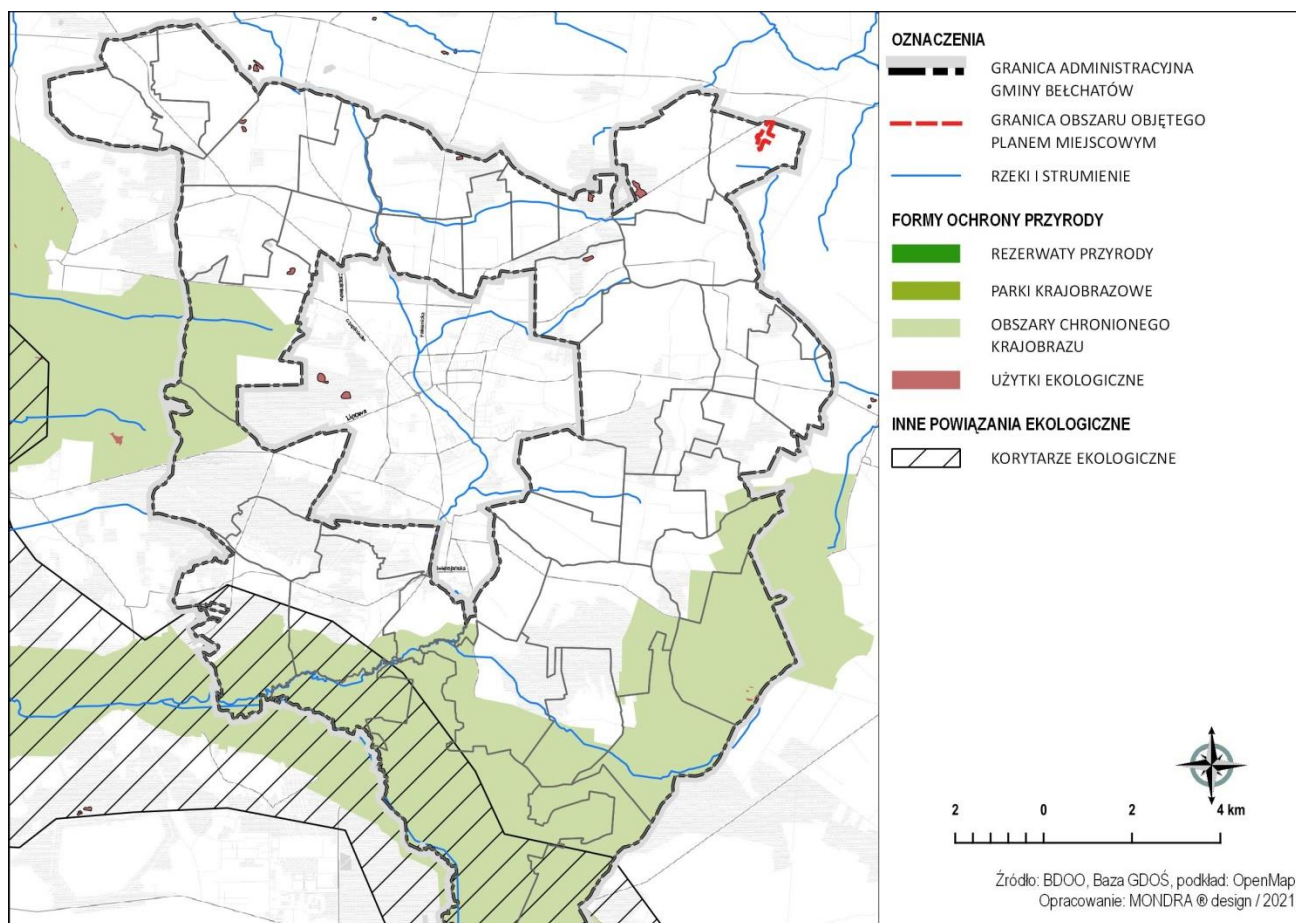 OZNACZENIA
GRANICA ADMINISTRACYJNA
GMINY BEŁCHATÓW
GRANICA OBSZARU OBJĘTEGO
PLANEM MIEJSCOWYM
RZEKI I STRUMIENIE
FORMY OCHRONY PRZYRODY
REZERWATY PRZYRODY
PARKI KRAJOBRAZOWE
OBSZARY CHRONIONEGO
KRAJOBRAZU
UŻYTKI EKOLOGICZNE
INNE POWIĄZANIA EKOLOGICZNE
KORYTARZE EKOLOGICZNE
Lipowa
2 0 2 4 km
Źródło: BDOO, Baza GDOŚ, podkład: OpenMap
Opracowanie: MONDRA ® design / 2021